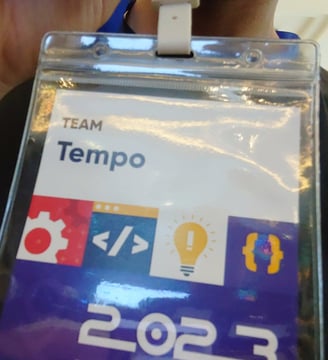 TEAM
Tempo
</>
!
{}
2023